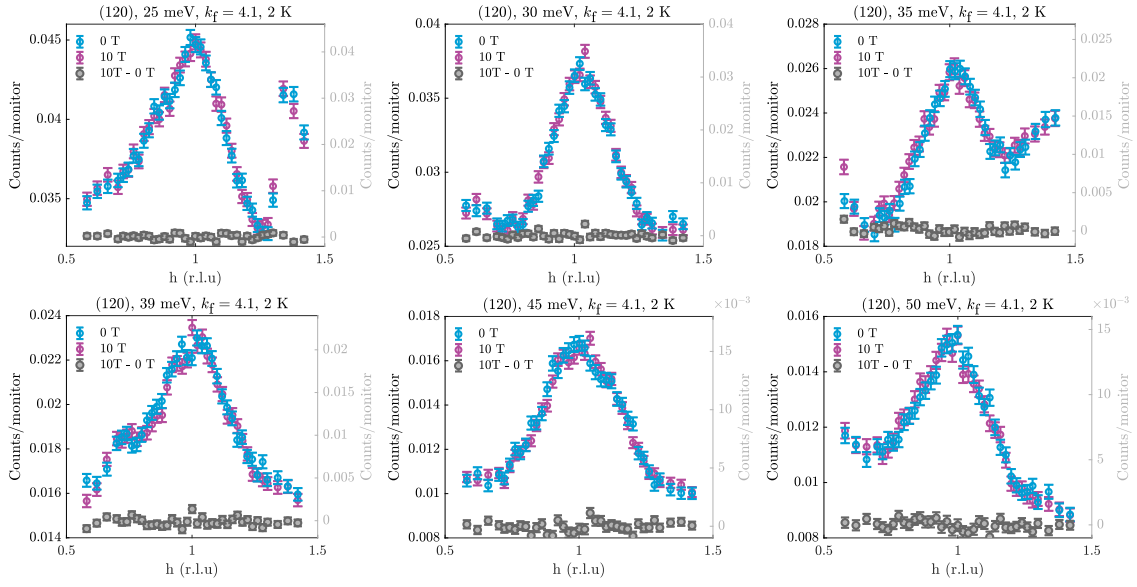 (120), 25 meV, k_f = 4.1, 2 K
0.045
0.04
0.035
Counts/monitor
0 T
10 T
10T - 0 T
0.04
0.03
0.02
0.01
0
Counts/monitor
0.5
1
1.5
h (r.l.u)
(120), 30 meV, k_f = 4.1, 2 K
0.04
0.035
0.03
0.025
Counts/monitor
0 T
10 T
10T - 0 T
0.04
0.03
0.02
0.01
0
Counts/monitor
0.5
1
1.5
h (r.l.u)
(120), 35 meV, k_f = 4.1, 2 K
0.028
0.026
0.024
0.022
0.02
0.018
Counts/monitor
0 T
10 T
10T - 0 T
0.025
0.02
0.015
0.01
0.005
0
Counts/monitor
0.5
1
1.5
h (r.l.u)
(120), 39 meV, k_f = 4.1, 2 K
0.024
0.022
0.02
0.018
0.016
0.014
Counts/monitor
0 T
10 T
10T - 0 T
0.02
0.015
0.01
0.005
0
Counts/monitor
0.5
1
1.5
h (r.l.u)
(120), 45 meV, k_f = 4.1, 2 K
×10⁻³
0.018
0.016
0.014
0.012
0.01
0.008
Counts/monitor
0 T
10 T
10T - 0 T
15
10
5
0
Counts/monitor
0.5
1
1.5
h (r.l.u)
(120), 50 meV, k_f = 4.1, 2 K
×10⁻³
0.016
0.014
0.012
0.01
0.008
Counts/monitor
0 T
10 T
10T - 0 T
15
10
5
0
Counts/monitor
0.5
1
1.5
h (r.l.u)